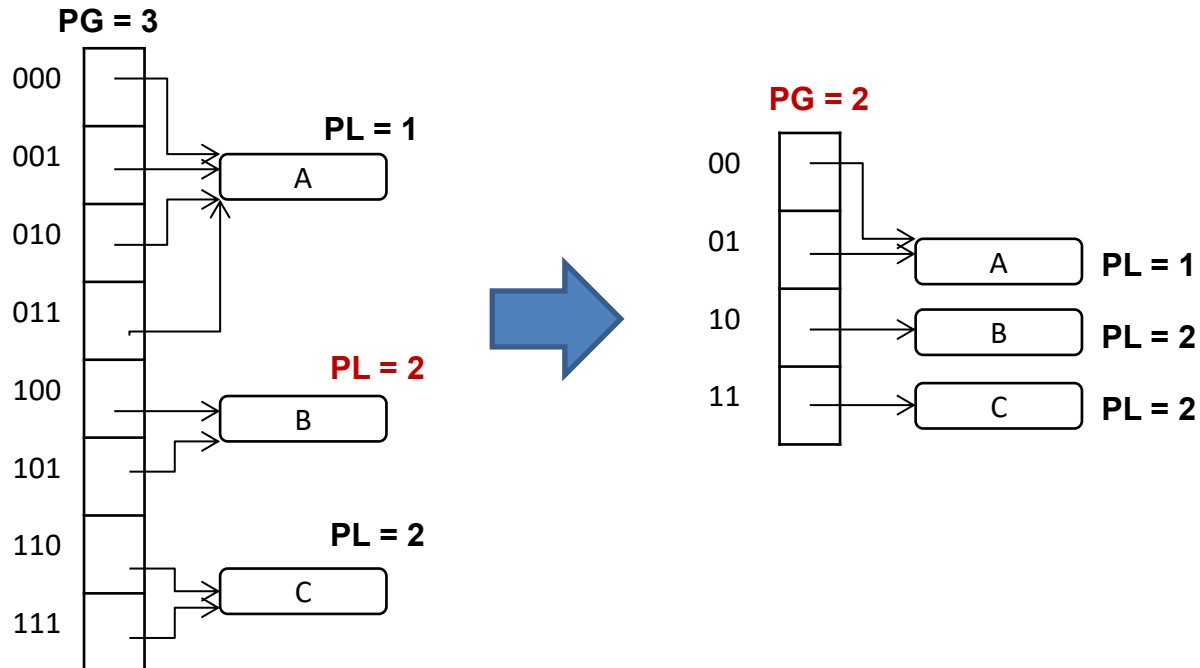 PG = 3
000
001
010
011
100
101
110
111
PL = 1
A
PL = 2
B
PL = 2
C
PG = 2
00
01
10
11
A PL = 1
B PL = 2
C PL = 2